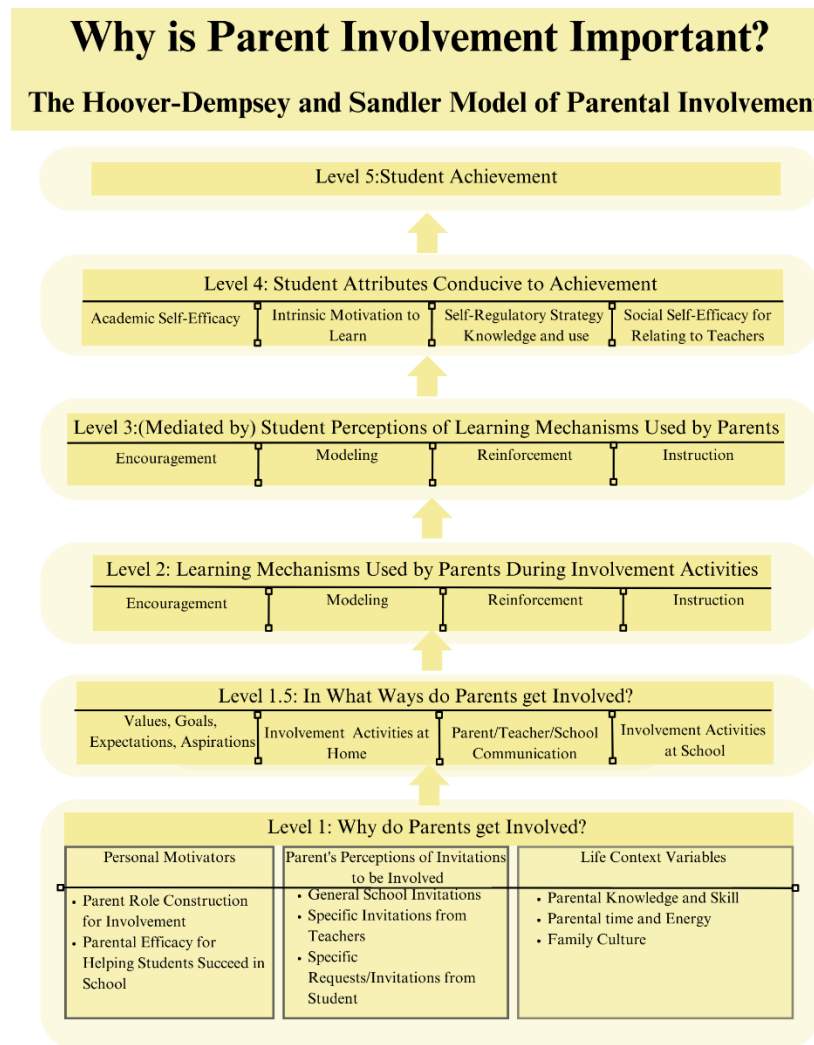 Why is Parent Involvement Important?
The Hoover-Dempsey and Sandler Model of Parental Involvement
Level 5:Student Achievement
Level 4: Student Attributes Conducive to Achievement
Academic Self-Efficacy
Intrinsic Motivation to
Learn
Self-Regulatory Strategy
Knowledge and use
Social Self-Efficacy for
Relating to Teachers
Level 3:(Mediated by) Student Perceptions of Learning Mechanisms Used by Parents
Encouragement
Modeling
Reinforcement
Instruction
Level 2: Learning Mechanisms Used by Parents During Involvement Activities
Encouragement
Modeling
Reinforcement
Instruction
Level 1.5: In What Ways do Parents get Involved?
Values, Goals,
Expectations, Aspirations
Involvement Activities at
Home
Parent/Teacher/School
Communication
Involvement Activities
at School
Level 1: Why do Parents get Involved?
Personal Motivators
• Parent Role Construction
for Involvement
• Parental Efficacy for
Helping Students Succeed in
School
Parent's Perceptions of Invitations
to be Involved
• General School Invitations
• Specific Invitations from
Teachers
• Specific
Requests/Invitations from
Student
Life Context Variables
• Parental Knowledge and Skill
• Parental time and Energy
• Family Culture